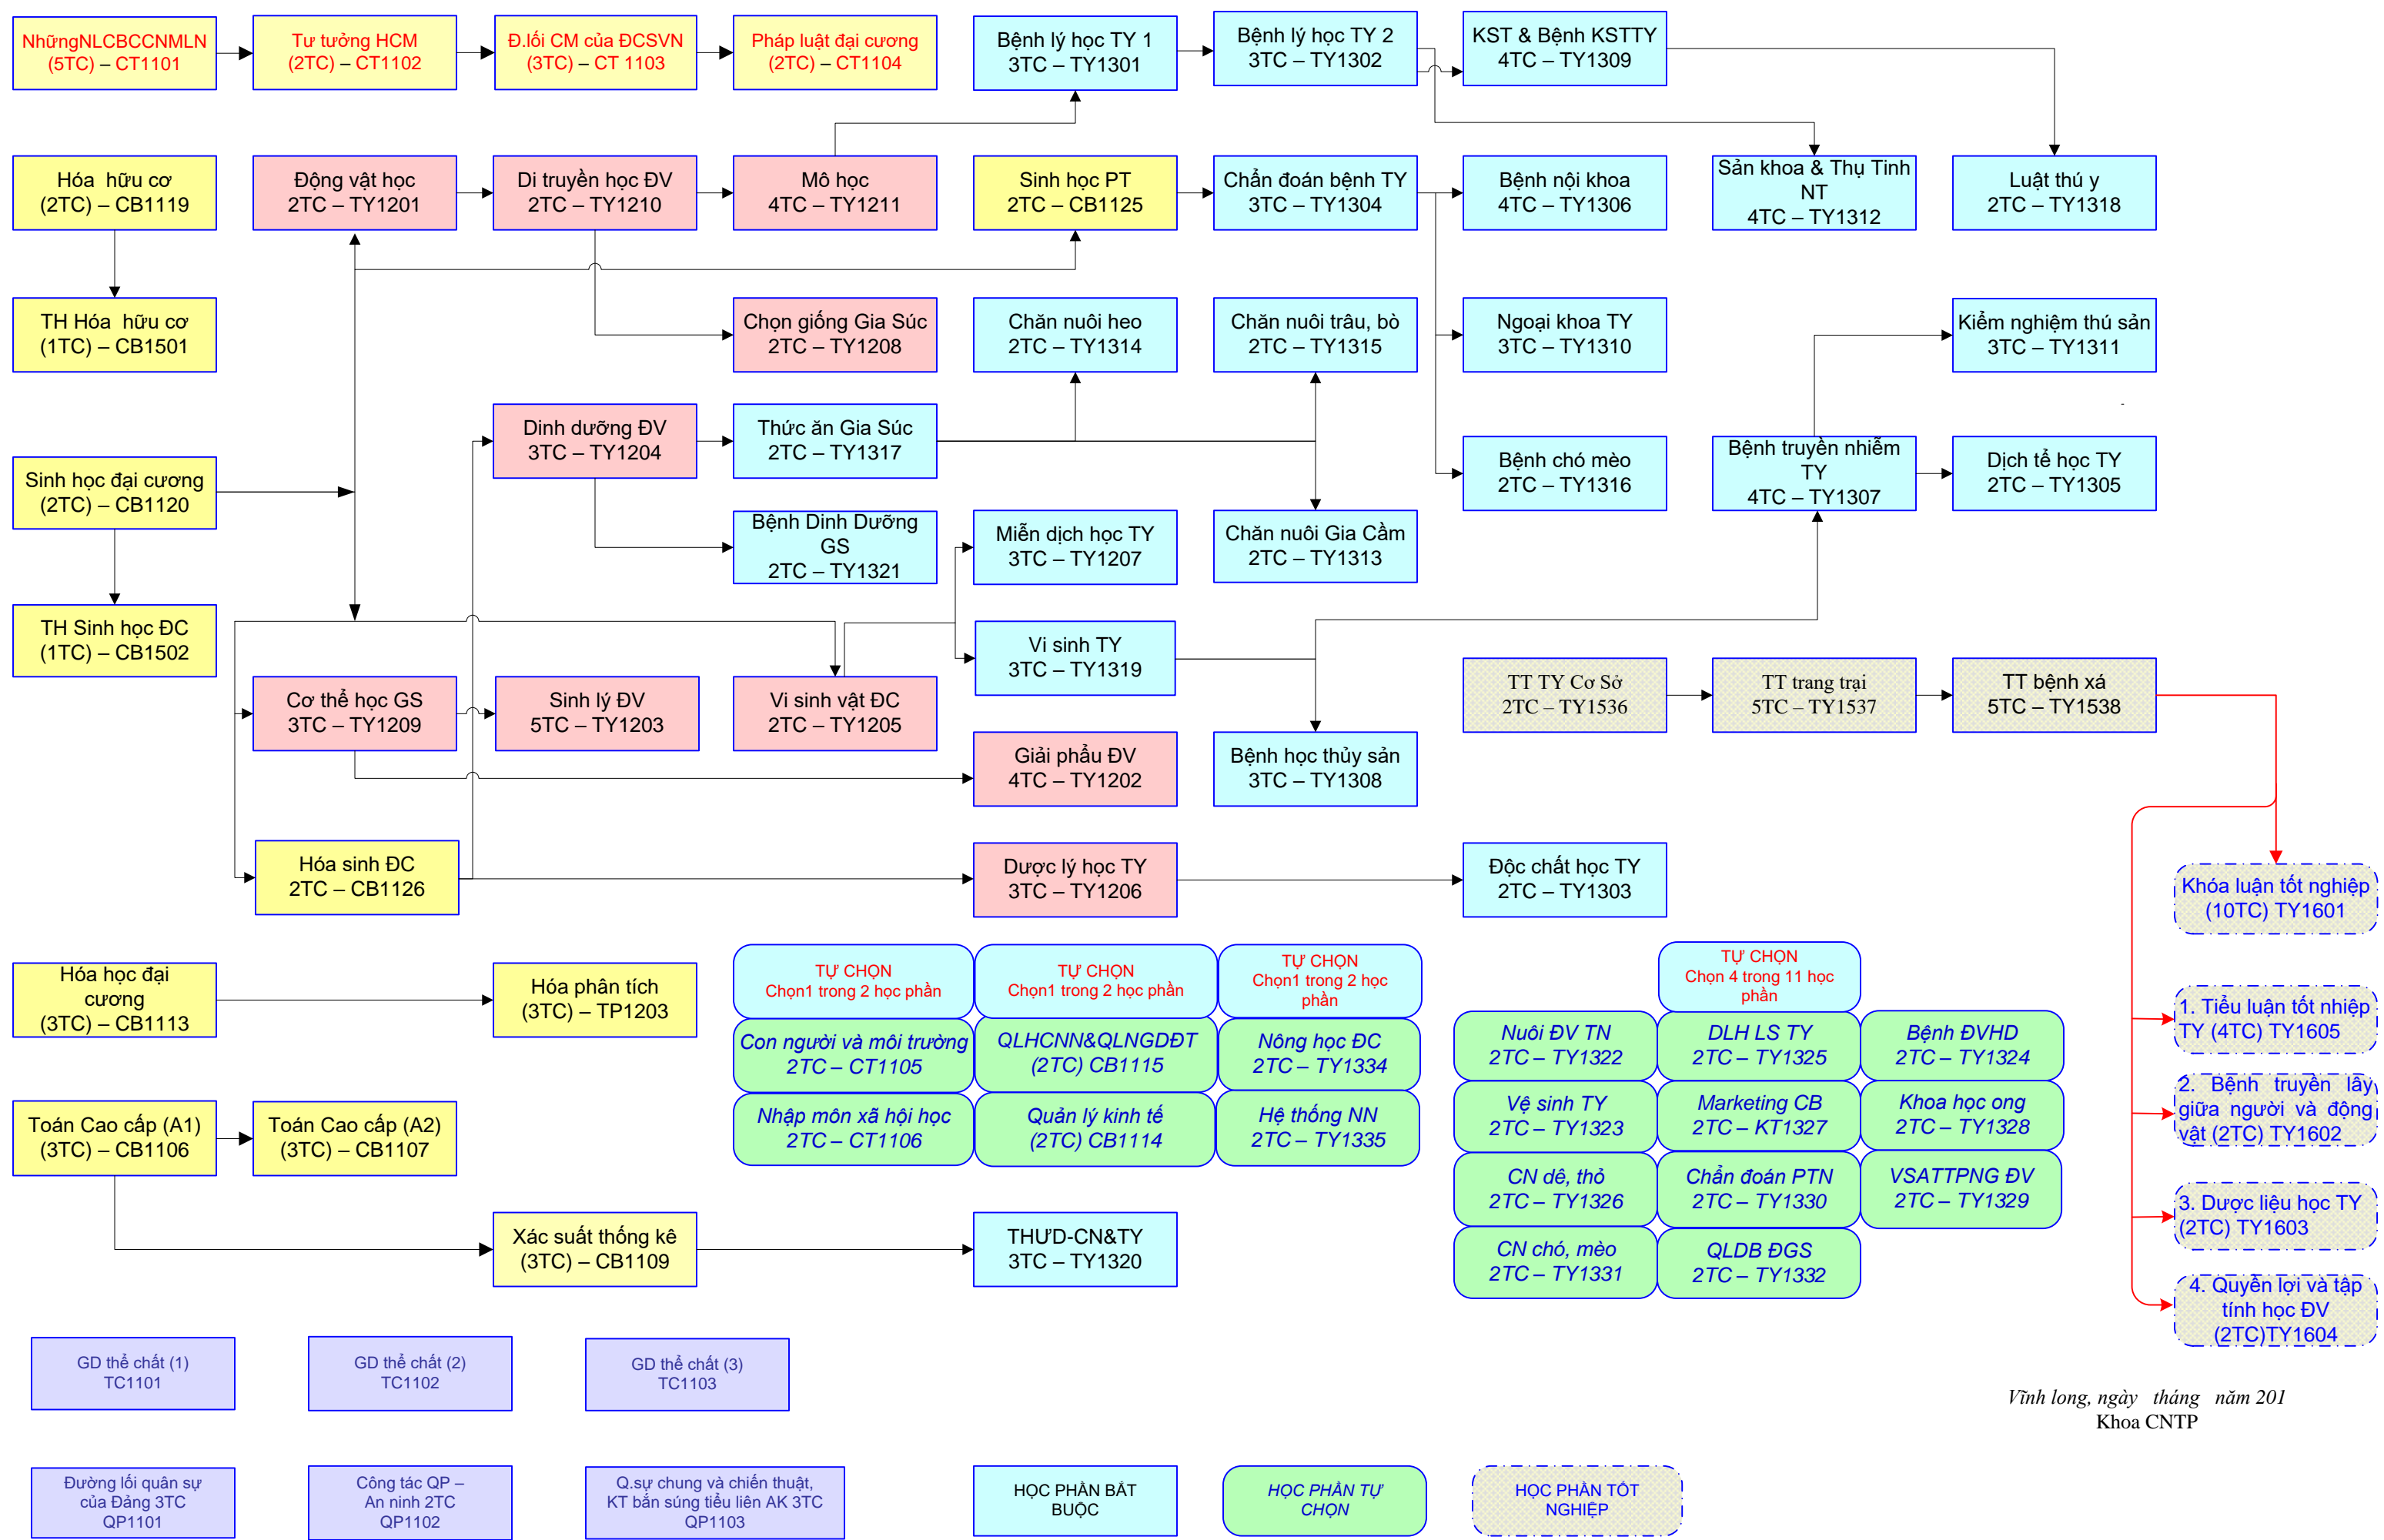 NhữngNLCBCCNMLN
(5TC) – CT1101
Tư tưởng HCM
(2TC) – CT1102
Đ.lối CM của ĐCSVN
(3TC) – CT 1103
Pháp luật đại cương
(2TC) – CT1104
Bệnh lý học TY 1
3TC – TY1301
Bệnh lý học TY 2
3TC – TY1302
KST & Bệnh KSTTY
4TC – TY1309
Hóa hữu cơ
(2TC) – CB1119
Động vật học
2TC – TY1201
Di truyền học ĐV
2TC – TY1210
Mô học
4TC – TY1211
Sinh học PT
2TC – CB1125
Chẩn đoán bệnh TY
3TC – TY1304
Bệnh nội khoa
4TC – TY1306
Sản khoa & Thụ Tinh
NT
4TC – TY1312
Luật thú y
2TC – TY1318
TH Hóa hữu cơ
(1TC) – CB1501
Chọn giống Gia Súc
2TC – TY1208
Chăn nuôi heo
2TC – TY1314
Chăn nuôi trâu, bò
2TC – TY1315
Ngoại khoa TY
3TC – TY1310
Kiểm nghiệm thú sản
3TC – TY1311
Dinh dưỡng ĐV
3TC – TY1204
Thức ăn Gia Súc
2TC – TY1317
Bệnh chó mèo
2TC – TY1316
Bệnh truyền nhiễm
TY
4TC – TY1307
Dịch tể học TY
2TC – TY1305
Sinh học đại cương
(2TC) – CB1120
Bệnh Dinh Dưỡng
GS
2TC – TY1321
Miễn dịch học TY
3TC – TY1207
Chăn nuôi Gia Cầm
2TC – TY1313
TH Sinh học ĐC
(1TC) – CB1502
Vi sinh TY
3TC – TY1319
Cơ thể học GS
3TC – TY1209
Sinh lý ĐV
5TC – TY1203
Vi sinh vật ĐC
2TC – TY1205
TT TY Cơ Sở
2TC – TY1536
TT trang trại
5TC – TY1537
TT bệnh xá
5TC – TY1538
Giải phẩu ĐV
4TC – TY1202
Bệnh học thủy sản
3TC – TY1308
Hóa sinh ĐC
2TC – CB1126
Dược lý học TY
3TC – TY1206
Độc chất học TY
2TC – TY1303
Khóa luận tốt nghiệp
(10TC) TY1601
Hóa học đại
cương
(3TC) – CB1113
Hóa phân tích
(3TC) – TP1203
TỰ CHỌN
Chọn1 trong 2 học phần
TỰ CHỌN
Chọn1 trong 2 học phần
TỰ CHỌN
Chọn1 trong 2 học
phần
TỰ CHỌN
Chọn 4 trong 11 học
phần
Con người và môi trường
2TC – CT1105
QLHCNN&QLNGDĐT
(2TC) CB1115
Nông học ĐC
2TC – TY1334
Nuôi ĐV TN
2TC – TY1322
DLH LS TY
2TC – TY1325
Bệnh ĐVHD
2TC – TY1324
1. Tiểu luận tốt nhiệp
TY (4TC) TY1605
Toán Cao cấp (A1)
(3TC) – CB1106
Toán Cao cấp (A2)
(3TC) – CB1107
Nhập môn xã hội học
2TC – CT1106
Quản lý kinh tế
(2TC) CB1114
Hệ thống NN
2TC – TY1335
Vệ sinh TY
2TC – TY1323
Marketing CB
2TC – KT1327
Khoa học ong
2TC – TY1328
2. Bệnh truyền lây
giữa người và động
vật (2TC) TY1602
CN dê, thỏ
2TC – TY1326
Chẩn đoán PTN
2TC – TY1330
VSATTPNG ĐV
2TC – TY1329
3. Dược liệu học TY
(2TC) TY1603
Xác suất thống kê
(3TC) – CB1109
THƯD-CN&TY
3TC – TY1320
CN chó, mèo
2TC – TY1331
QLDB ĐGS
2TC – TY1332
4. Quyền lợi và tập
tính học ĐV
(2TC)TY1604
GD thể chất (1)
TC1101
GD thể chất (2)
TC1102
GD thể chất (3)
TC1103
Vĩnh long, ngày tháng năm 201
Khoa CNTP
Đường lối quân sự
của Đảng 3TC
QP1101
Công tác QP –
An ninh 2TC
QP1102
Q.sự chung và chiến thuật,
KT bắn súng tiểu liên AK 3TC
QP1103
HỌC PHẦN BẮT
BUỘC
HỌC PHẦN TỰ
CHỌN
HỌC PHẦN TỐT
NGHIỆP